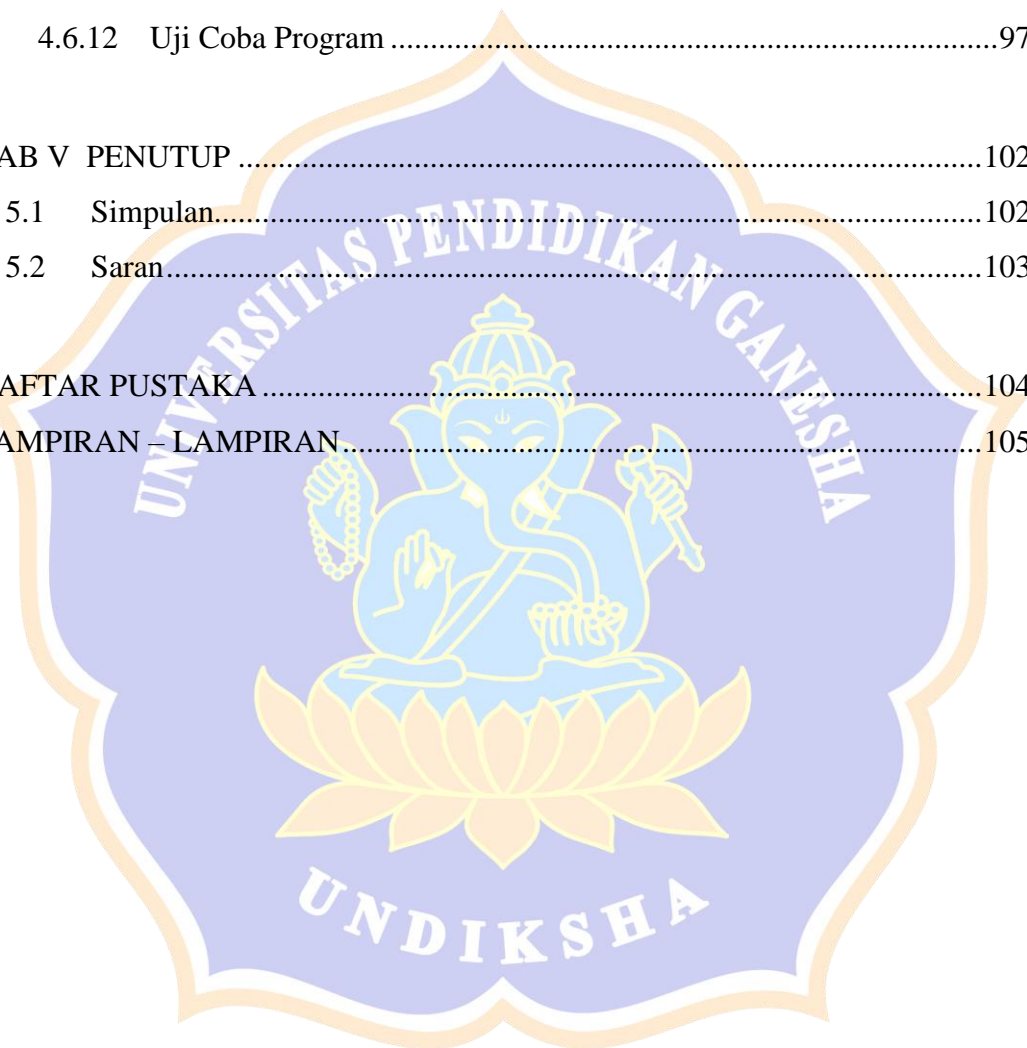 4.6.12 Uji Coba Program ................................................................ 97
AB V PENUTUP ................................................................ 102
5.1 Simpulan ................................................................ 102
5.2 Saran ................................................................ 103
AFTAR PUSTAKA ................................................................ 104
AMPIRAN – LAMPIRAN ................................................................ 105
UNIVERSITAS PENDIDIKAN GANESHA
UNDIKSHA